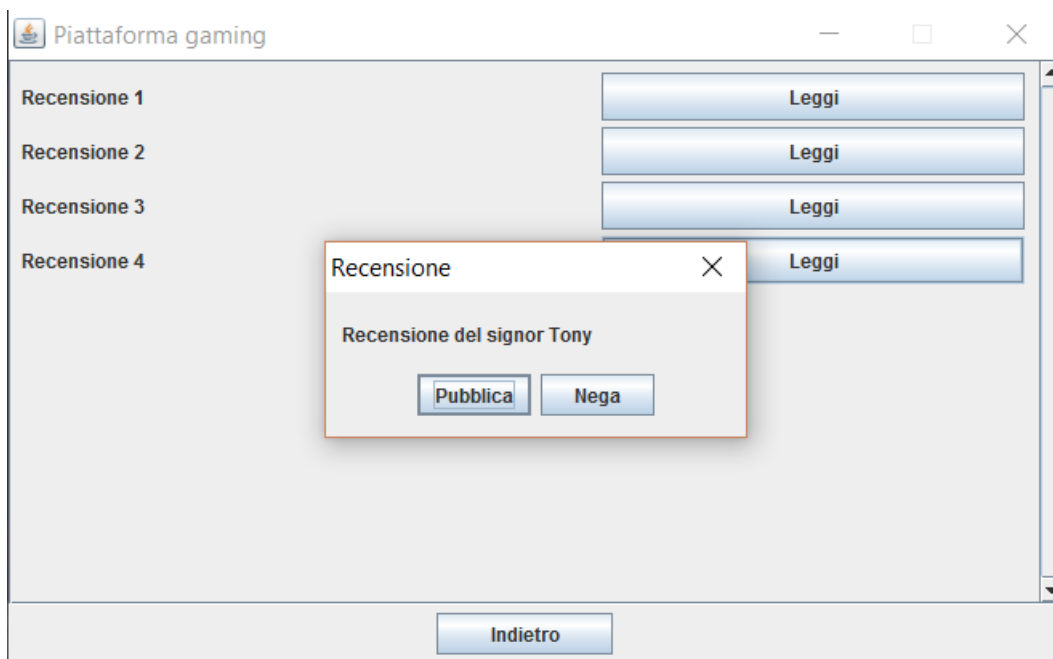 Piattaforma gaming
Recensione 1 Leggi
Recensione 2 Leggi
Recensione 3 Leggi
Recensione 4 Leggi
Recensione
Recensione del signor Tony
Pubblica Nega
Indietro